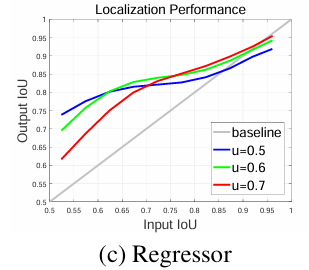 Localization Performance
1
0.95
0.9
0.85
0.8
0.75
0.7
0.65
0.6
0.55
0.5
Output IoU
baseline
u=0.5
u=0.6
u=0.7
0.5 0.55 0.6 0.65 0.7 0.75 0.8 0.85 0.9 0.95 1
Input IoU
(c) Regressor